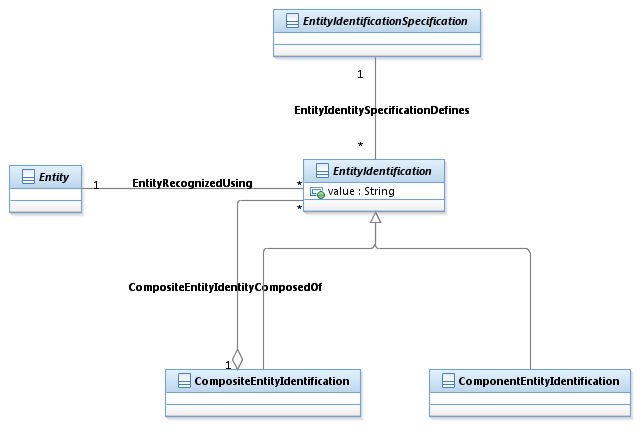 EntityIdentificationSpecification
1
EntityIdentitySpecificationDefines
*
EntityIdentification
value : String
Entity
1
EntityRecognizedUsing
*
*
CompositeEntityIdentityComposedOf
1
CompositeEntityIdentification
ComponentEntityIdentification